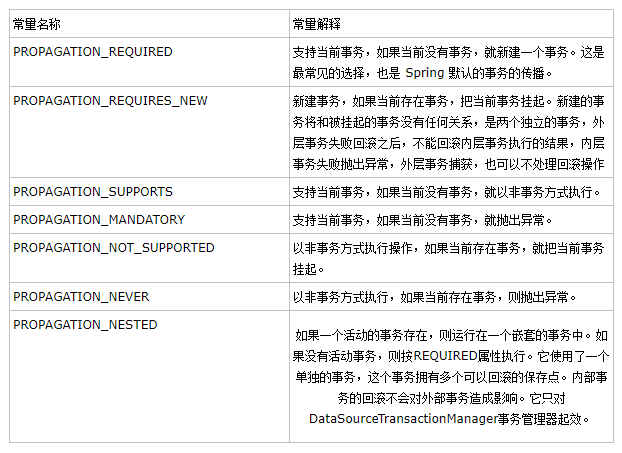 常量名称
常量解释
PROPAGATION_REQUIRED
支持当前事务，如果当前没有事务，就新建一个事务。这是
最常见的选择，也是 Spring 默认的事务的传播。
PROPAGATION_REQUIRES_NEW
新建事务，如果当前存在事务，把当前事务挂起。新建的事
务将和被挂起的事务没有任何关系，是两个独立的事务，外
层事务失败回滚之后，不能回滚内层事务执行的结果，内层
事务失败抛出异常，外层事务捕获，也可以不处理回滚操作
PROPAGATION_SUPPORTS
支持当前事务，如果当前没有事务，就以非事务方式执行。
PROPAGATION_MANDATORY
支持当前事务，如果当前没有事务，就抛出异常。
PROPAGATION_NOT_SUPPORTED
以非事务方式执行操作，如果当前存在事务，就把当前事务
挂起。
PROPAGATION_NEVER
以非事务方式执行，如果当前存在事务，则抛出异常。
PROPAGATION_NESTED
如果一个活动的事务存在，则运行在一个嵌套的事务中。如
果没有活动事务，则按REQUIRED属性执行。它使用了一个
单独的事务，这个事务拥有多个可以回滚的保存点。内部事
务的回滚不会对外部事务造成影响。它只对
DataSourceTransactionManager事务管理器起效。